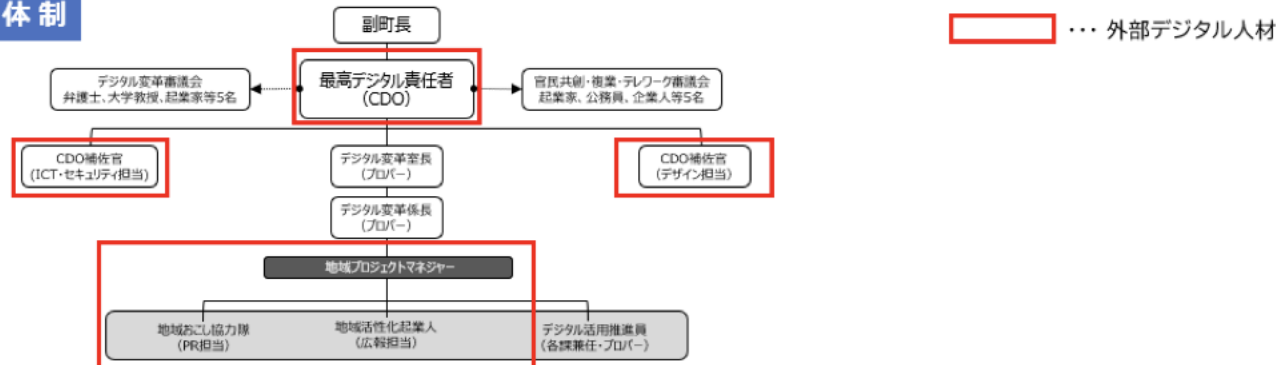 体 制
副町長
･･･ 外部デジタル人材
デジタル変革審議会
弁護士、大学教授、起業家等5名
最高デジタル責任者
(CDO)
官民共創・複業・テレワーク審議会
起業家、公務員、企業人等5名
CDO補佐官
(ICT・セキュリティ担当)
デジタル変革室長
(プロパー)
CDO補佐官
(デザイン担当)
デジタル変革係長
(プロパー)
地域プロジェクトマネジャー
地域おこし協力隊
(PR担当)
地域活性化起業人
(広報担当)
デジタル活用推進員
(各課兼任・プロパー)